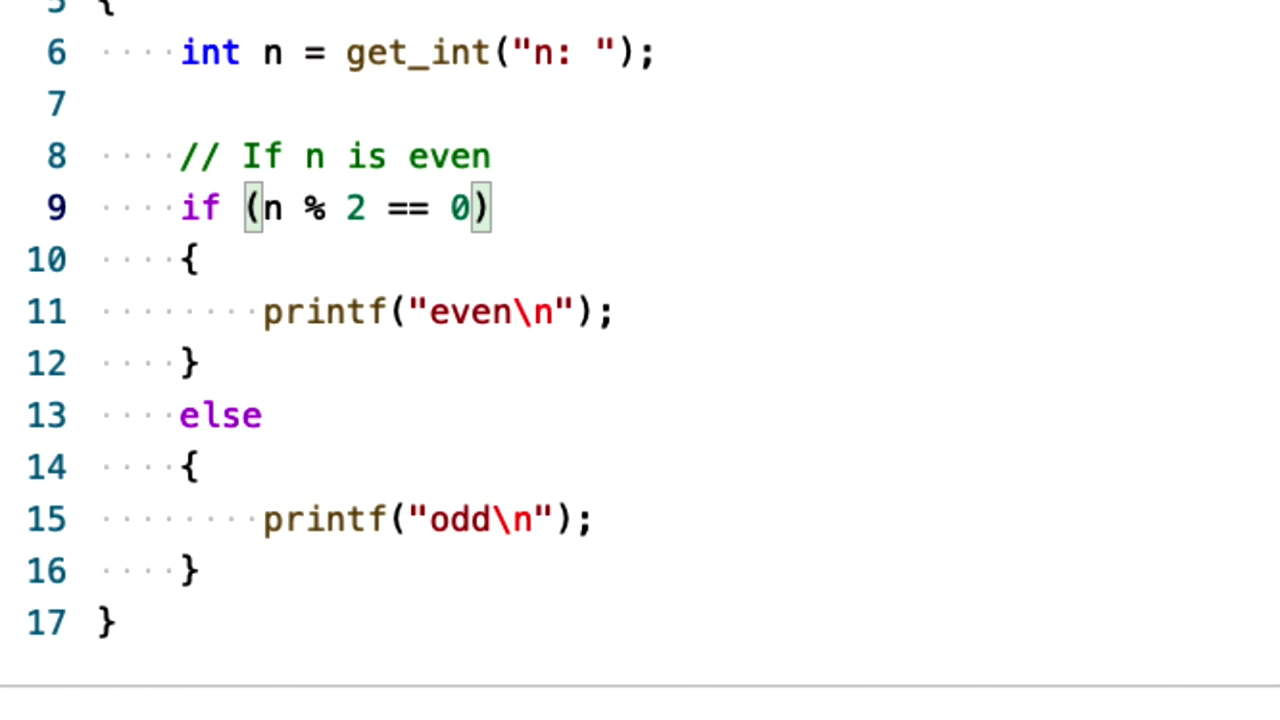 5 {
6 int n = get_int("n: ");
7
8 // If n is even
9 if (n % 2 == 0)
10 {
11 printf("even\n");
12 }
13 else
14 {
15 printf("odd\n");
16 }
17 }